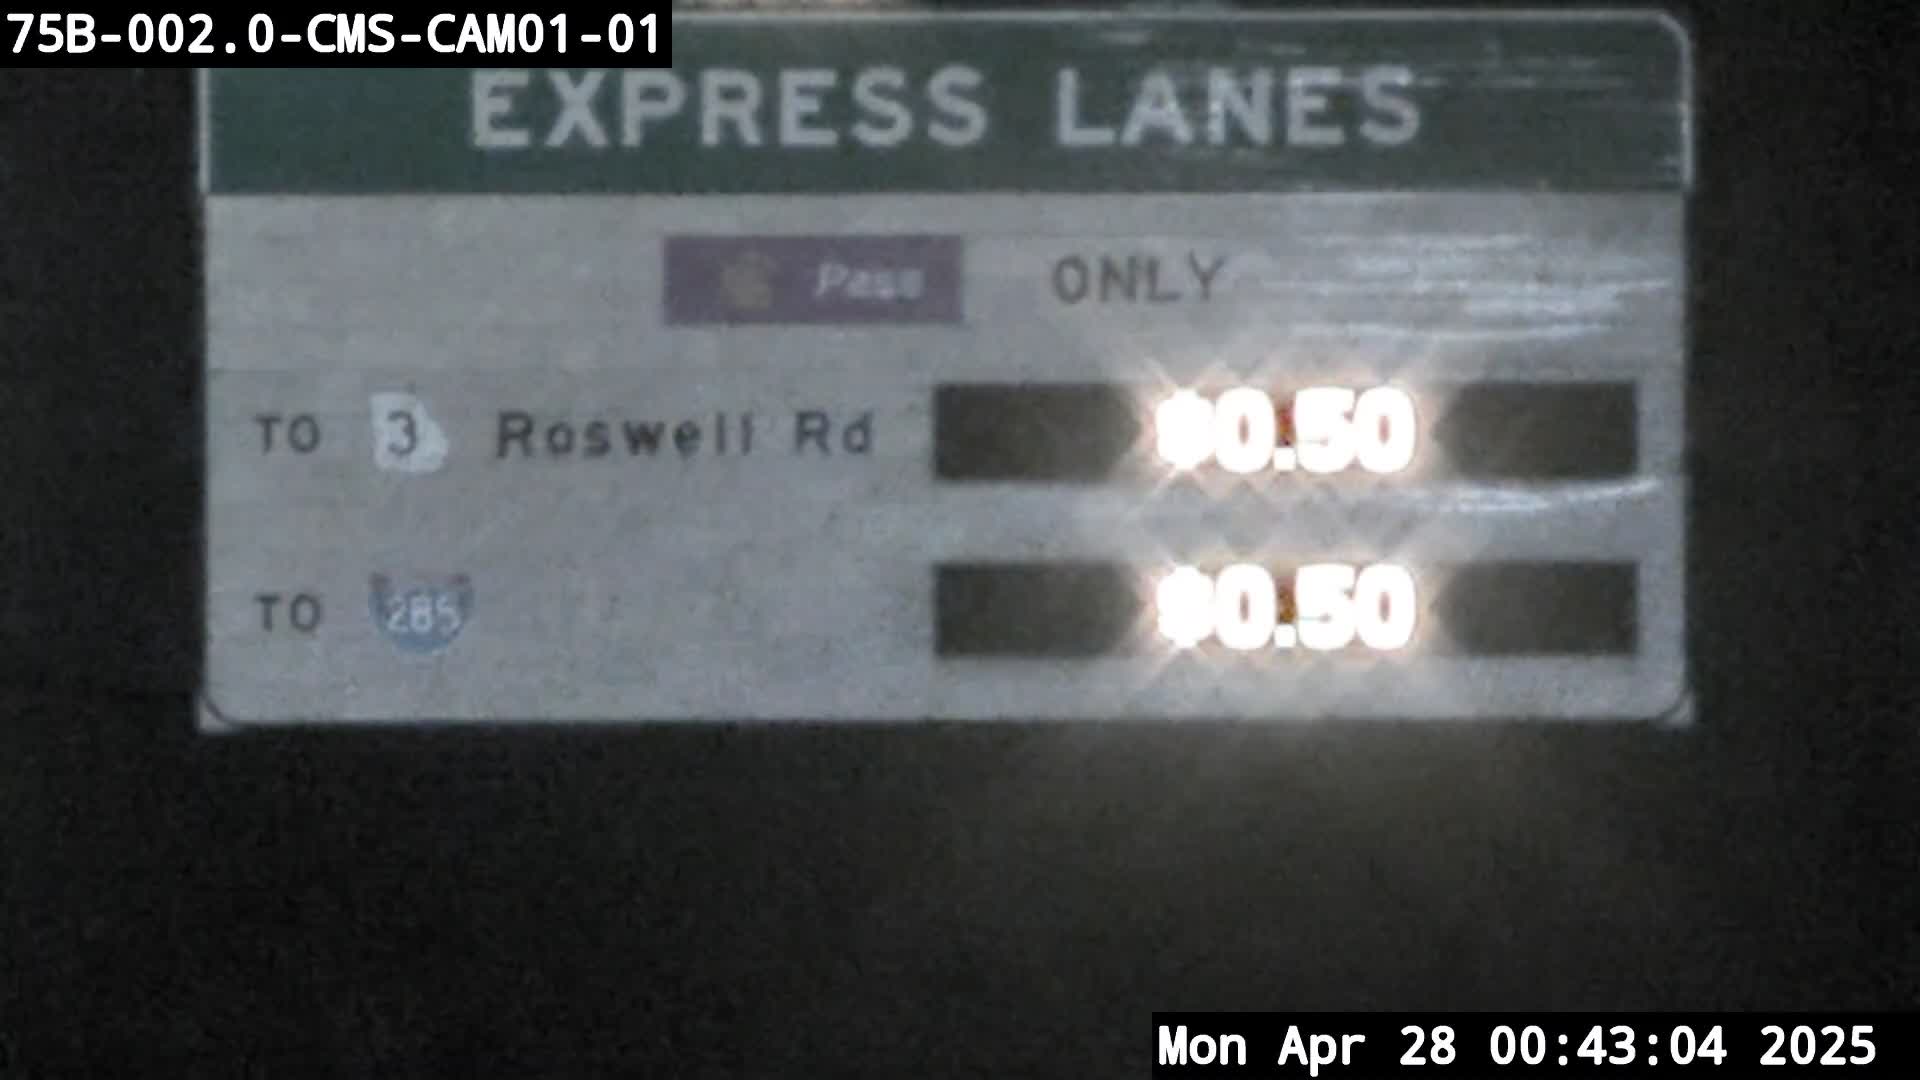 75B-002.0-CMS-CAM01-01
EXPRESS LANES
Pass ONLY
TO 3 Roswell Rd $0.50
TO 285 $0.50
Mon Apr 28 00:43:04 2025